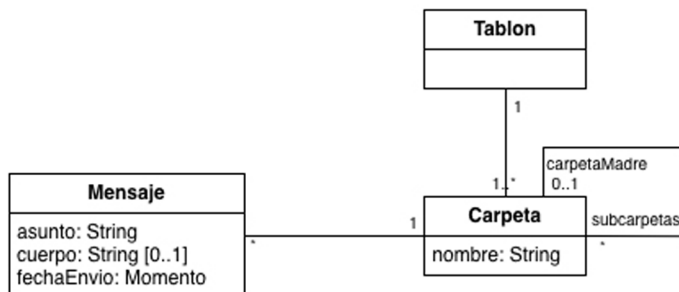 Tablon
1
carpetaMadre
1..*
0..1
Mensaje
Carpeta
asunto: String
1
subcarpetas
cuerpo: String [0..1]
*
*
nombre: String
fechaEnvio: Momento